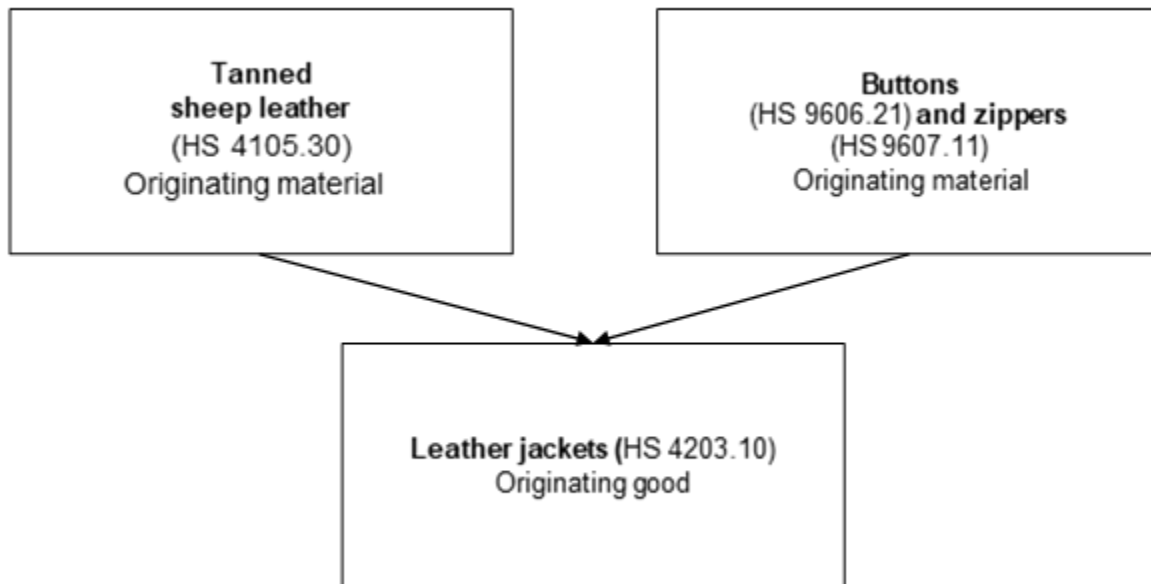 Tanned
sheep leather
(HS 4105.30)
Originating material
Buttons
(HS 9606.21) and zippers
(HS 9607.11)
Originating material
Leather jackets (HS 4203.10)
Originating good